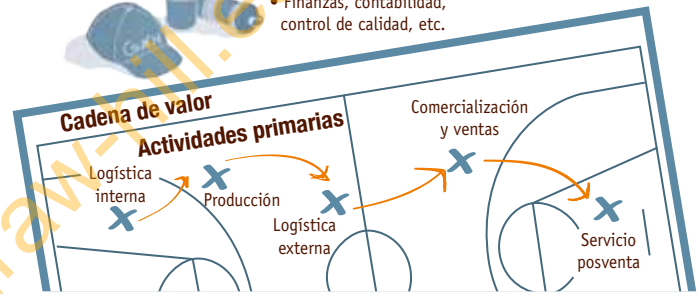 • Finanzas, contabilidad,
control de calidad, etc.
Cadena de valor
Actividades primarias
Logística
interna
Producción
Logística
externa
Comercialización
y ventas
Servicio
posventa